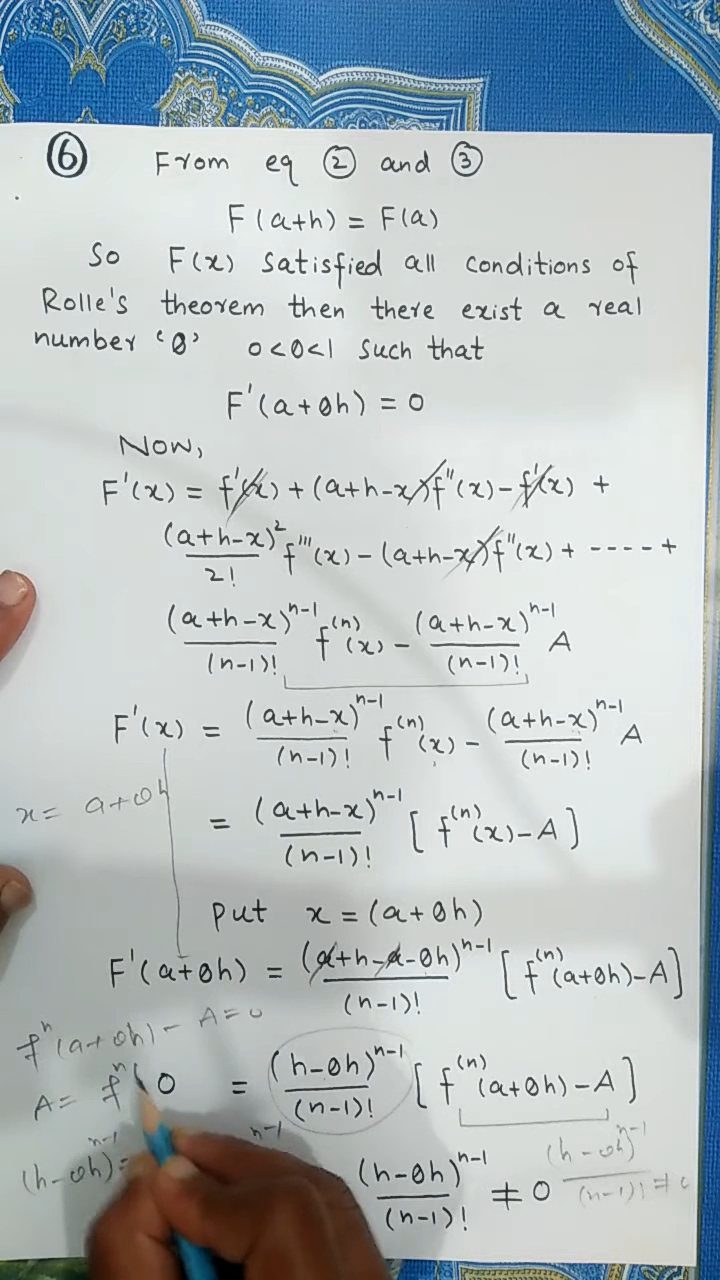 ⑥ From eq ② and ③
F(a+h) = F(a)
So F(x) satisfied all conditions of
Rolle's theorem then there exist a real
number 'θ' 0<θ<1 such that
F'(a+θh) = 0
Now,
F'(x) = f'(x) + (a+h-x)f''(x) - f'(x) +
(a+h-x)²/2! f'''(x) - (a+h-x)f''(x) + ---- +
(a+h-x)^(n-1)/(n-1)! f^(n)(x) - (a+h-x)^(n-1)/(n-1)! A
F'(x) = (a+h-x)^(n-1)/(n-1)! f^(n)(x) - (a+h-x)^(n-1)/(n-1)! A
x = a+θh
= (a+h-x)^(n-1)/(n-1)! [f^(n)(x) - A]
put x = (a+θh)
F'(a+θh) = (a+h-a-θh)^(n-1)/(n-1)! [f^(n)(a+θh) - A]
f^n(a+θh) - A = 0
0 = (h-θh)^(n-1)/(n-1)! [f^(n)(a+θh) - A]
A = f^n(
(h-θh)^(n-1) =
n-1
(h-θh)^(n-1)/(n-1)! ≠ 0
(h-θh)^(n-1)/(n-1)! ≠ 0